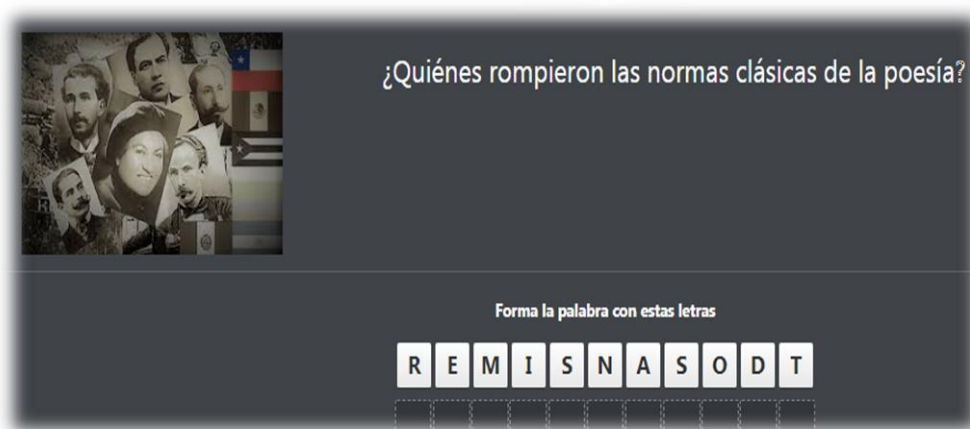 ¿Quiénes rompieron las normas clásicas de la poesía?
Forma la palabra con estas letras
R E M I S N A S O D T